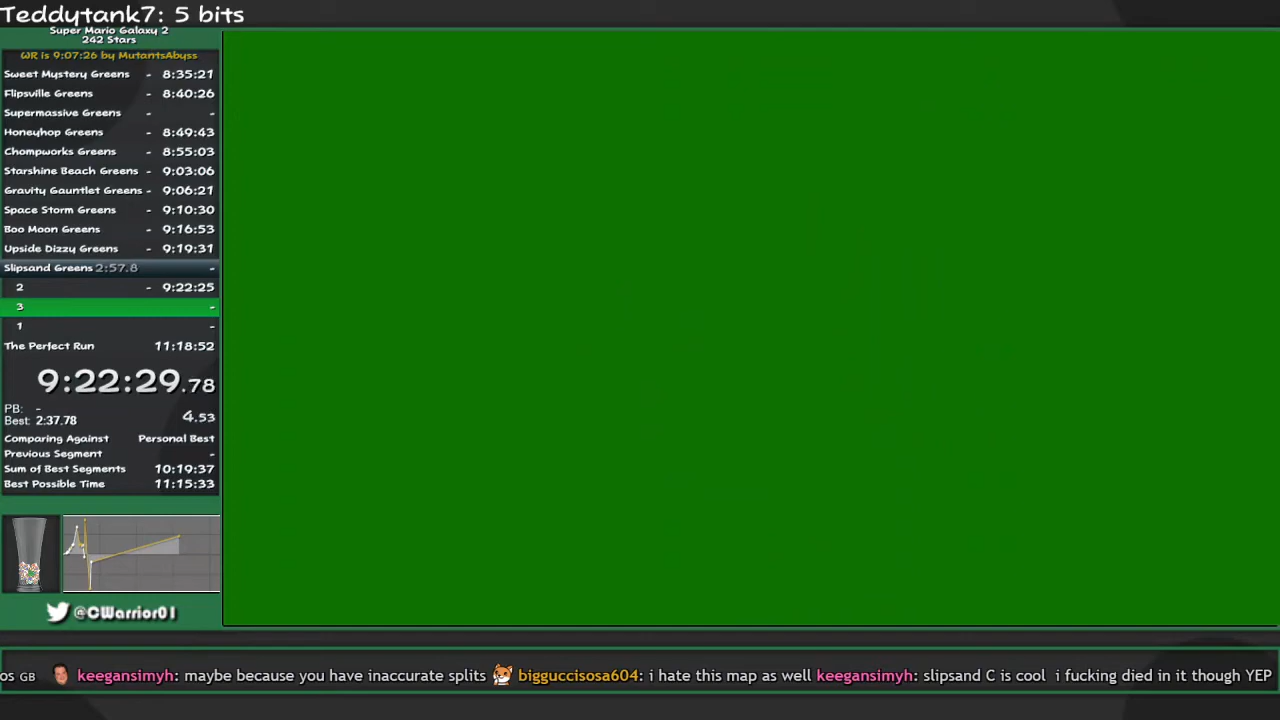 Teddytank7: 5 bits
Super Mario Galaxy 2
242 Stars
WR is 9:07:26 by MutantsAbyss
Sweet Mystery Greens - 8:35:21
Flipsville Greens - 8:40:26
Supermassive Greens - -
Honeyhop Greens - 8:49:43
Chompworks Greens - 8:55:03
Starshine Beach Greens - 9:03:06
Gravity Gauntlet Greens - 9:06:21
Space Storm Greens - 9:10:30
Boo Moon Greens - 9:16:53
Upside Dizzy Greens - 9:19:31
Slipsand Greens 2:57.8 -
2 - 9:22:25
3 -
1 -
The Perfect Run 11:18:52
9:22:29.78
PB: -
Best: 2:37.78 4.53
Comparing Against Personal Best
Previous Segment -
Sum of Best Segments 10:19:37
Best Possible Time 11:15:33
@CWarrior01
os GB keegansimyh: maybe because you have inaccurate splits bigguccisosa604: i hate this map as well keegansimyh: slipsand C is cool i fucking died in it though YEP